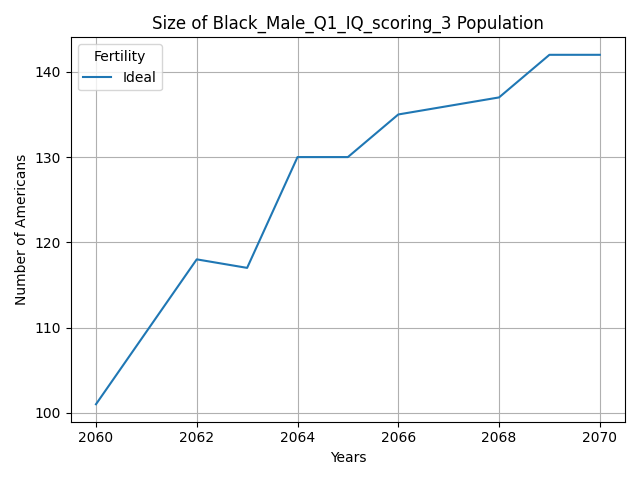 Size of Black_Male_Q1_IQ_scoring_3 Population
Fertility
Ideal
Number of Americans
140
130
120
110
100
2060 2062 2064 2066 2068 2070
Years